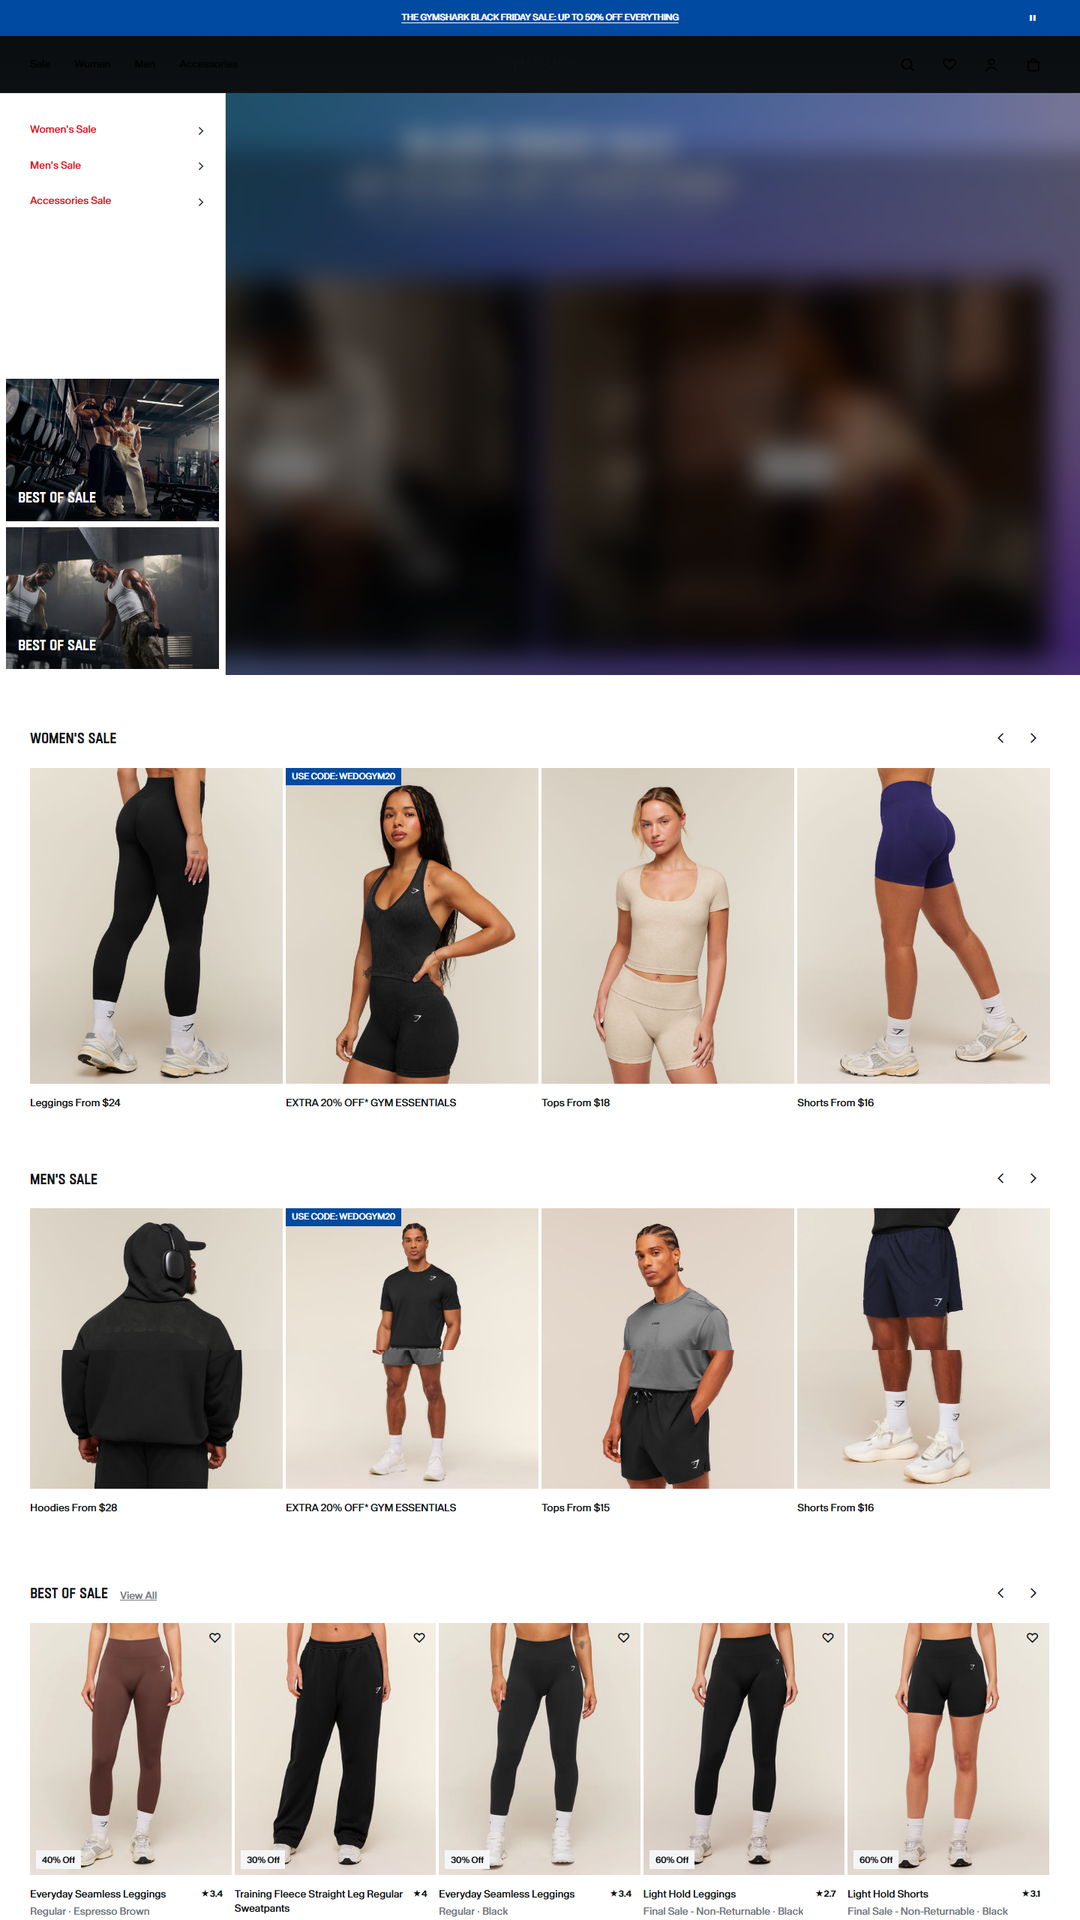 THE GYMSHARK BLACK FRIDAY SALE: UP TO 50% OFF EVERYTHING
Sale Women Men Accessories
Women's Sale
Men's Sale
Accessories Sale
BEST OF SALE
BEST OF SALE
WOMEN'S SALE
USE CODE: WEDOGYM20
Leggings From $24
EXTRA 20% OFF* GYM ESSENTIALS
Tops From $18
Shorts From $16
MEN'S SALE
USE CODE: WEDOGYM20
Hoodies From $28
EXTRA 20% OFF* GYM ESSENTIALS
Tops From $15
Shorts From $16
BEST OF SALE View All
40% Off
30% Off
30% Off
60% Off
60% Off
Everyday Seamless Leggings ★3.4
Regular · Espresso Brown
Training Fleece Straight Leg Regular ★4
Sweatpants
Everyday Seamless Leggings ★3.4
Regular · Black
Light Hold Leggings ★2.7
Final Sale - Non-Returnable · Black
Light Hold Shorts ★3.1
Final Sale - Non-Returnable · Black